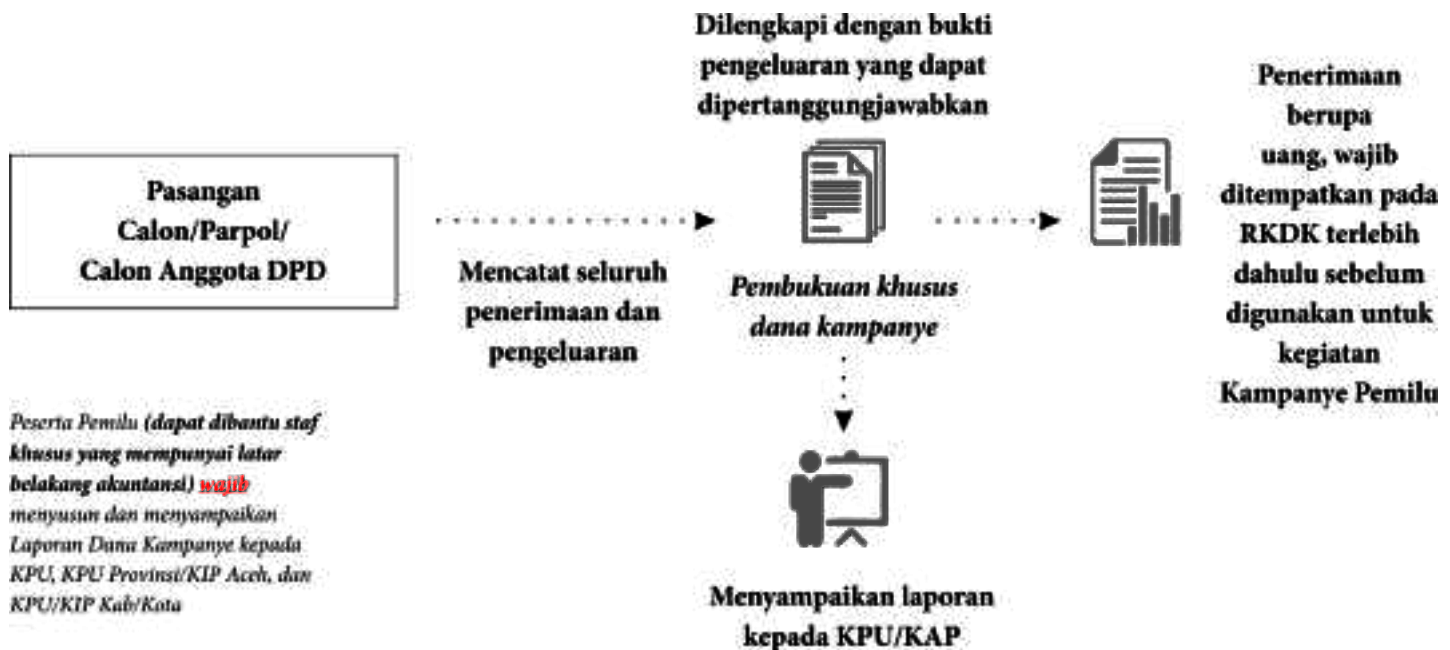 Pasangan
Calon/Parpol/
Calon Anggota DPD
Mencatat seluruh
penerimaan dan
pengeluaran
Dilengkapi dengan bukti
pengeluaran yang dapat
dipertanggungjawabkan
Pembukuan khusus
dana kampanye
Penerimaan
berupa
uang, wajib
ditempatkan pada
RKDK terlebih
dahulu sebelum
digunakan untuk
kegiatan
Kampanye Pemilu
Menyampaikan laporan
kepada KPU/KAP
Peserta Pemilu (dapat dibantu staf
khusus yang mempunyai latar
belakang akuntansi) wajib
menyusun dan menyampaikan
Laporan Dana Kampanye kepada
KPU, KPU Provinsi/KIP Aceh, dan
KPU/KIP Kab/Kota